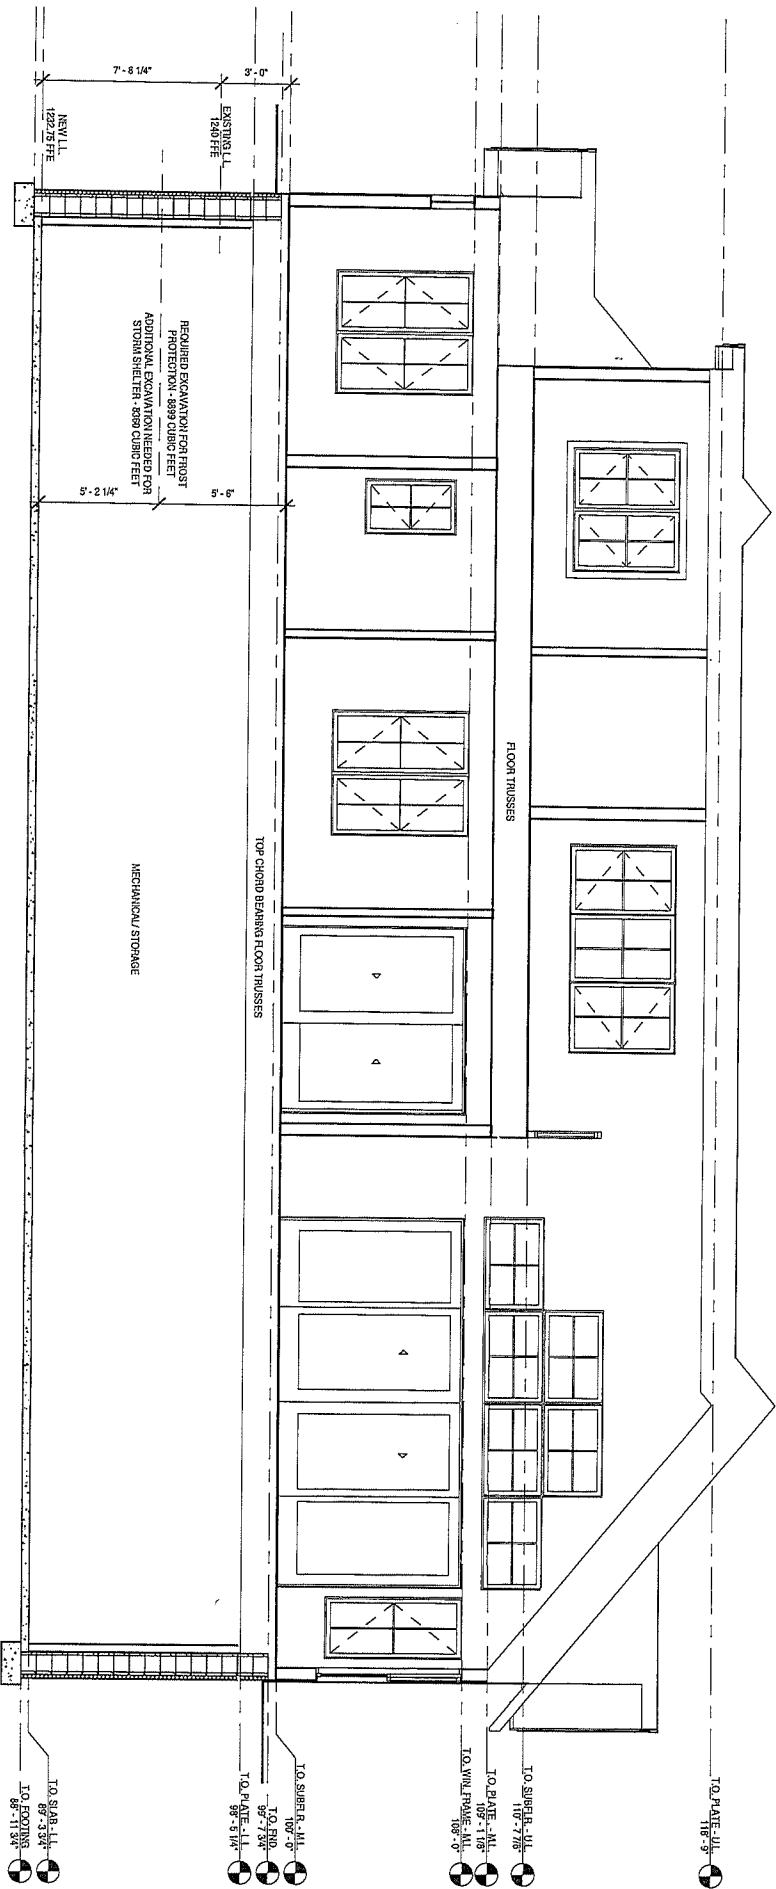 7' - 8 1/4"
3' - 0"
NEW L.L.
1232.75 FFE
EXISTING L.L.
1240 FFE
REQUIRED EXCAVATION FOR FROST
PROTECTION - 8899 CUBIC FEET
ADDITIONAL EXCAVATION NEEDED FOR
STORM SHELTER - 8360 CUBIC FEET
5' - 2 1/4"
5' - 6"
FLOOR TRUSSES
TOP CHORD BEARING FLOOR TRUSSES
MECHANICAL/ STORAGE
T.O. PLATE - U.L.
118' - 9"
T.O. SUBFLR. - U.L.
110' - 7 7/8"
T.O. PLATE - M.L.
109' - 1 1/8"
T.O. WIN. FRAME - M.L.
108' - 0"
T.O. SUBFLR. - M.L.
100' - 0"
T.O. FND.
99' - 7 3/4"
T.O. PLATE - L.L.
98' - 5 1/4"
T.O. SLAB - L.L.
89' - 3 3/4"
T.O. FOOTING
88' - 11 3/4"